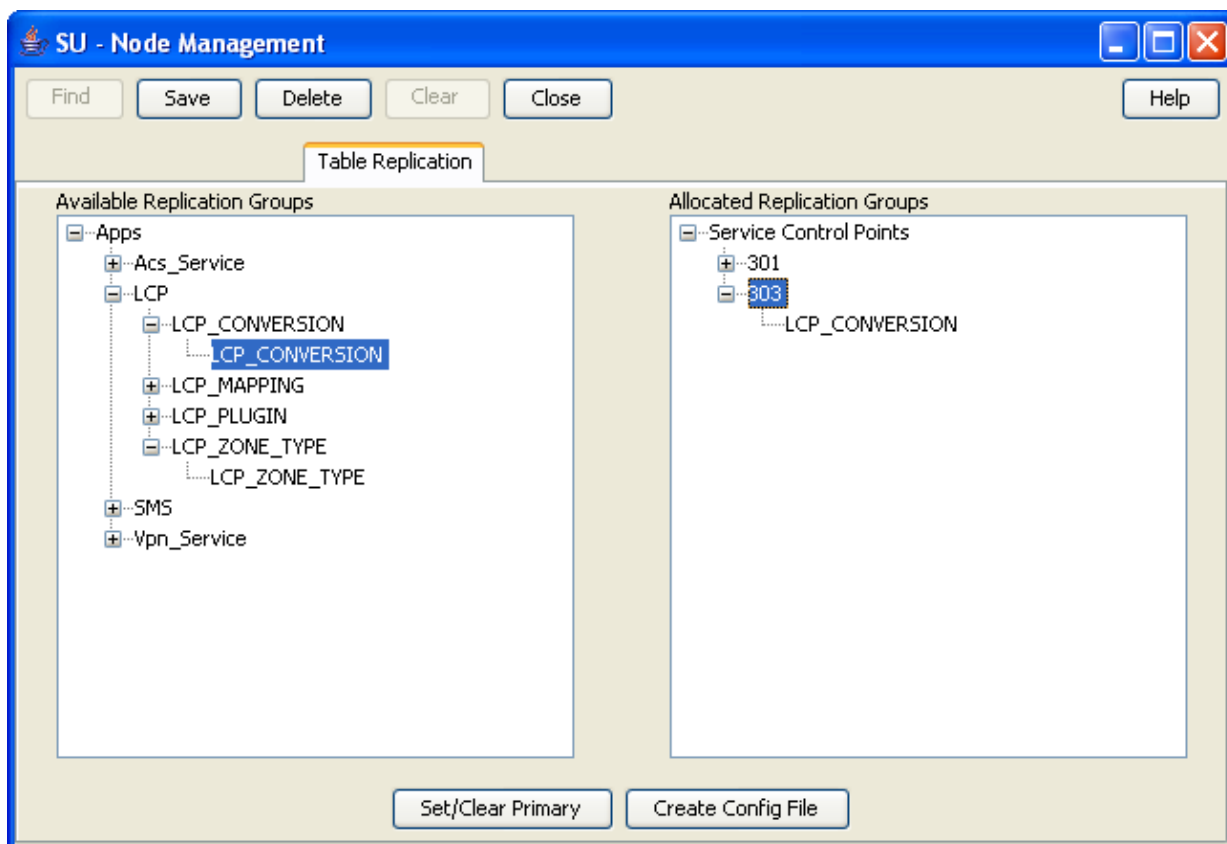 SU - Node Management
Find Save Delete Clear Close Help
Table Replication
Available Replication Groups
Apps
Acs_Service
LCP
LCP_CONVERSION
LCP_CONVERSION
LCP_MAPPING
LCP_PLUGIN
LCP_ZONE_TYPE
LCP_ZONE_TYPE
SMS
Vpn_Service
Allocated Replication Groups
Service Control Points
301
303
LCP_CONVERSION
Set/Clear Primary Create Config File